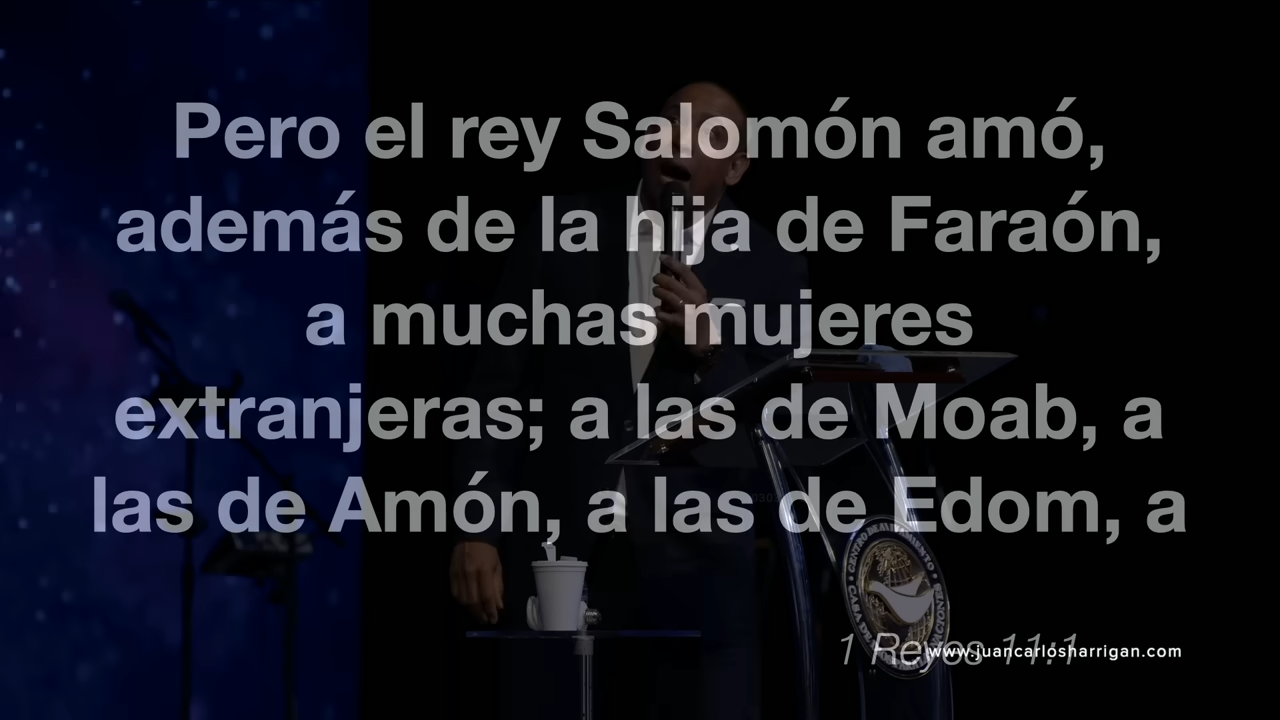 Pero el rey Salomón amó,
además de la hija de Faraón,
a muchas mujeres
extranjeras; a las de Moab, a
las de Amón, a las de Edom, a
1 Reyes 11:1
www.juancarlosharrigan.com